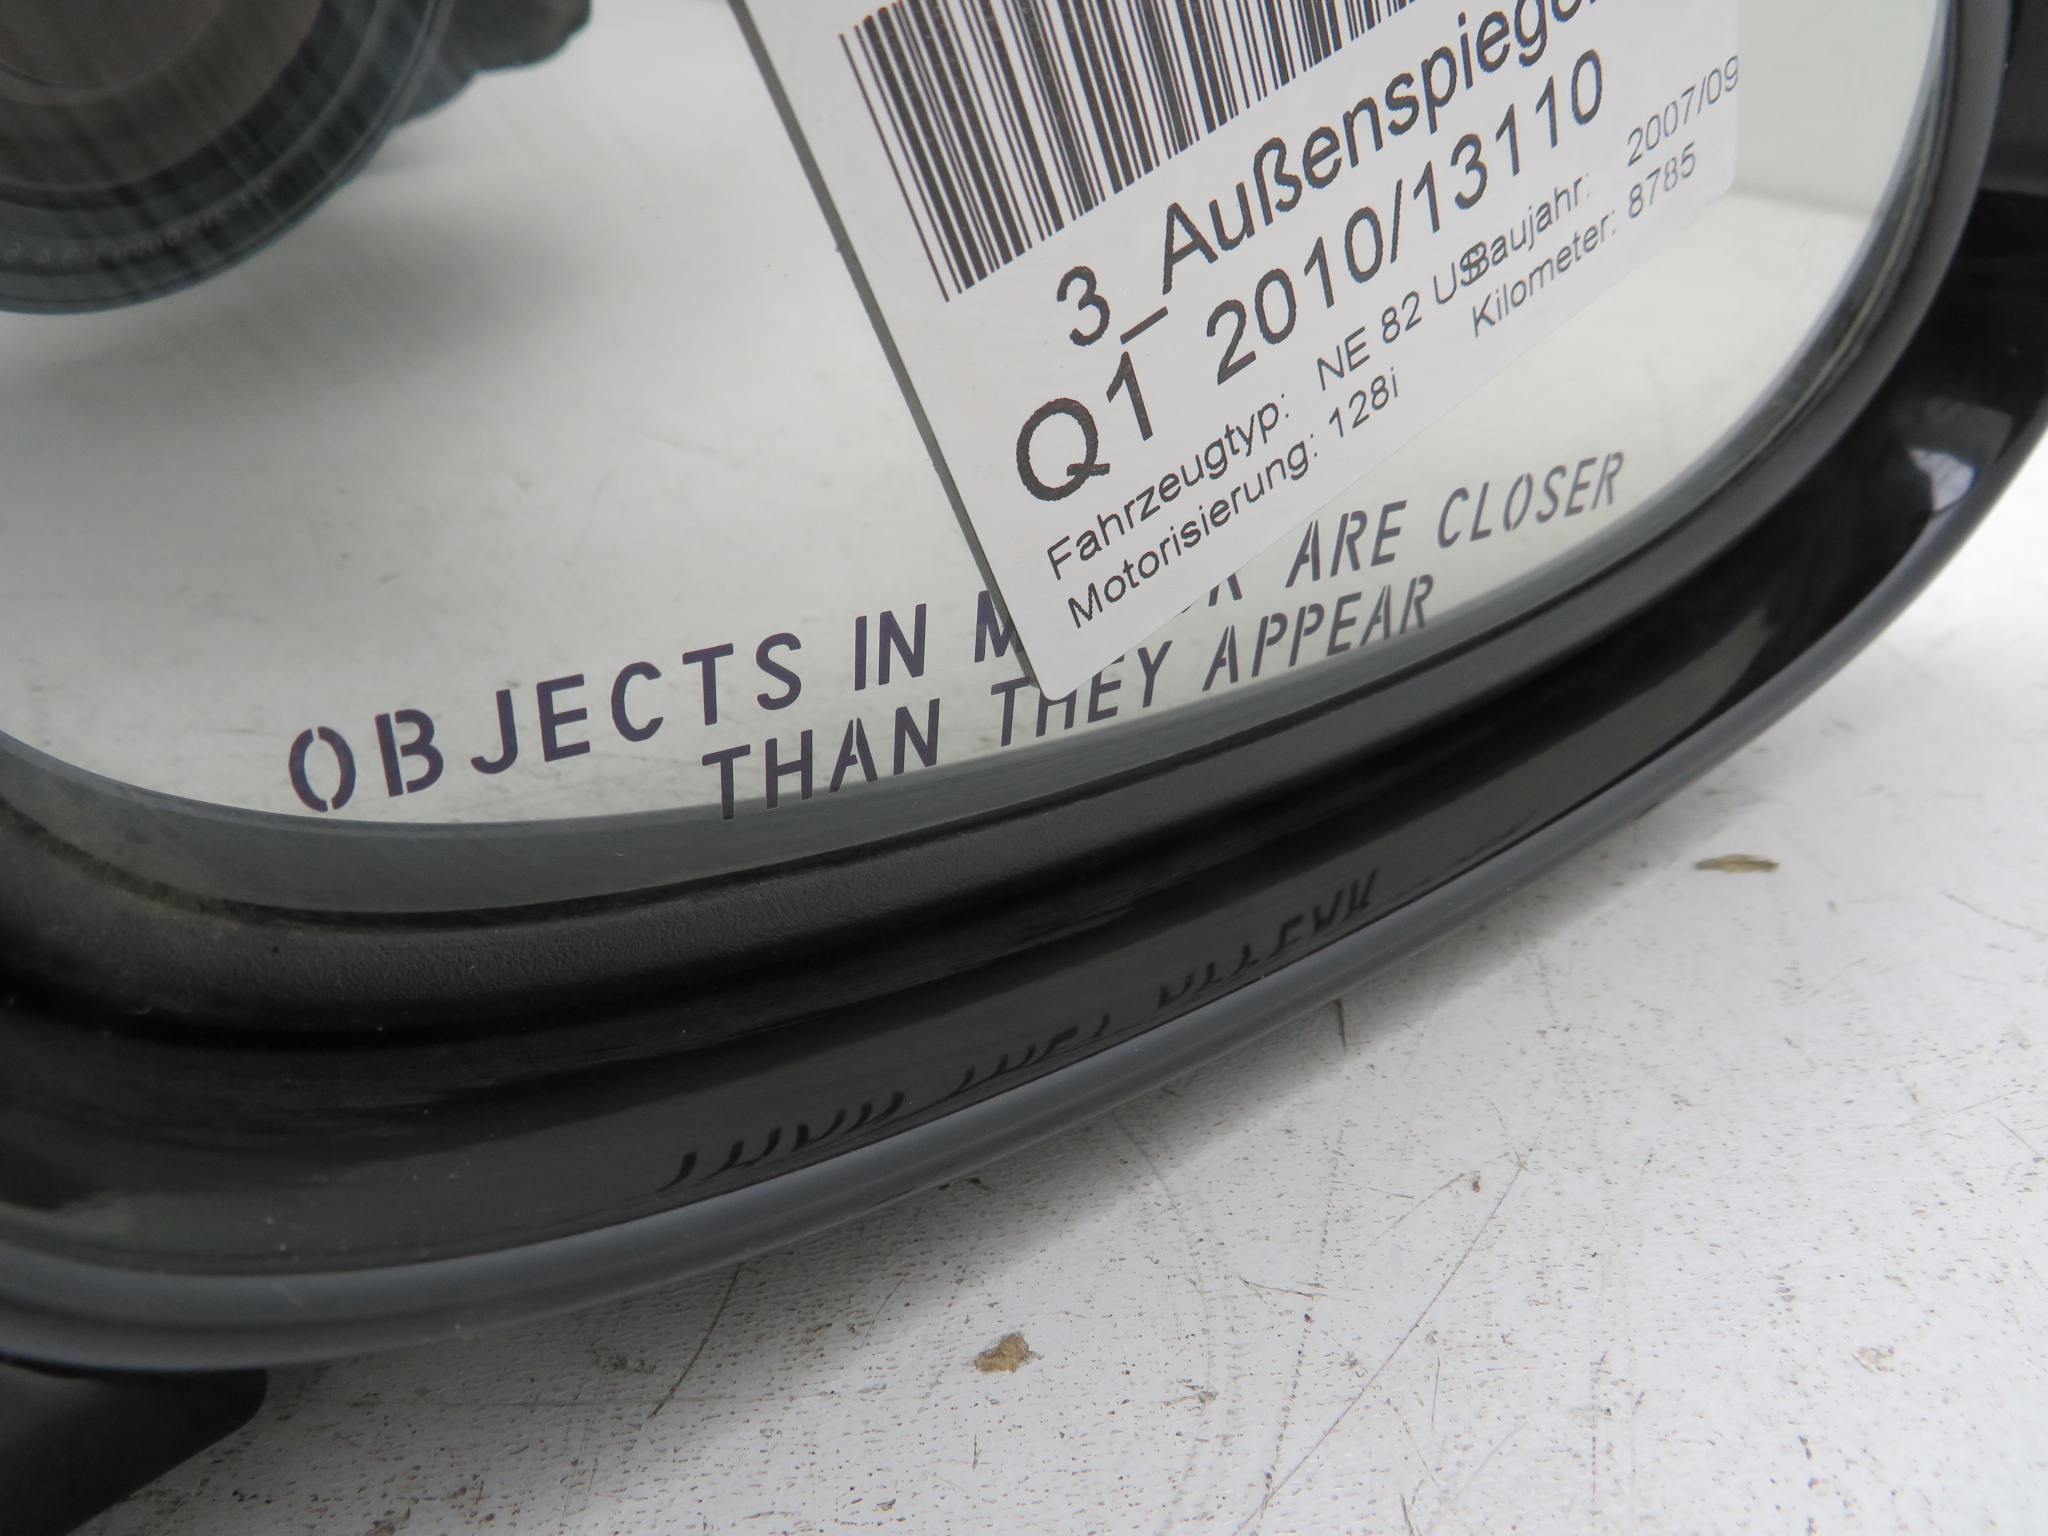 3_Außenspiegel
Q1 2010/13110
Fahrzeugtyp: NE 82 US Baujahr: 2007/09
Motorisierung: 128i Kilometer: 8785
OBJECTS IN ARE CLOSER
THAN THEY APPEAR